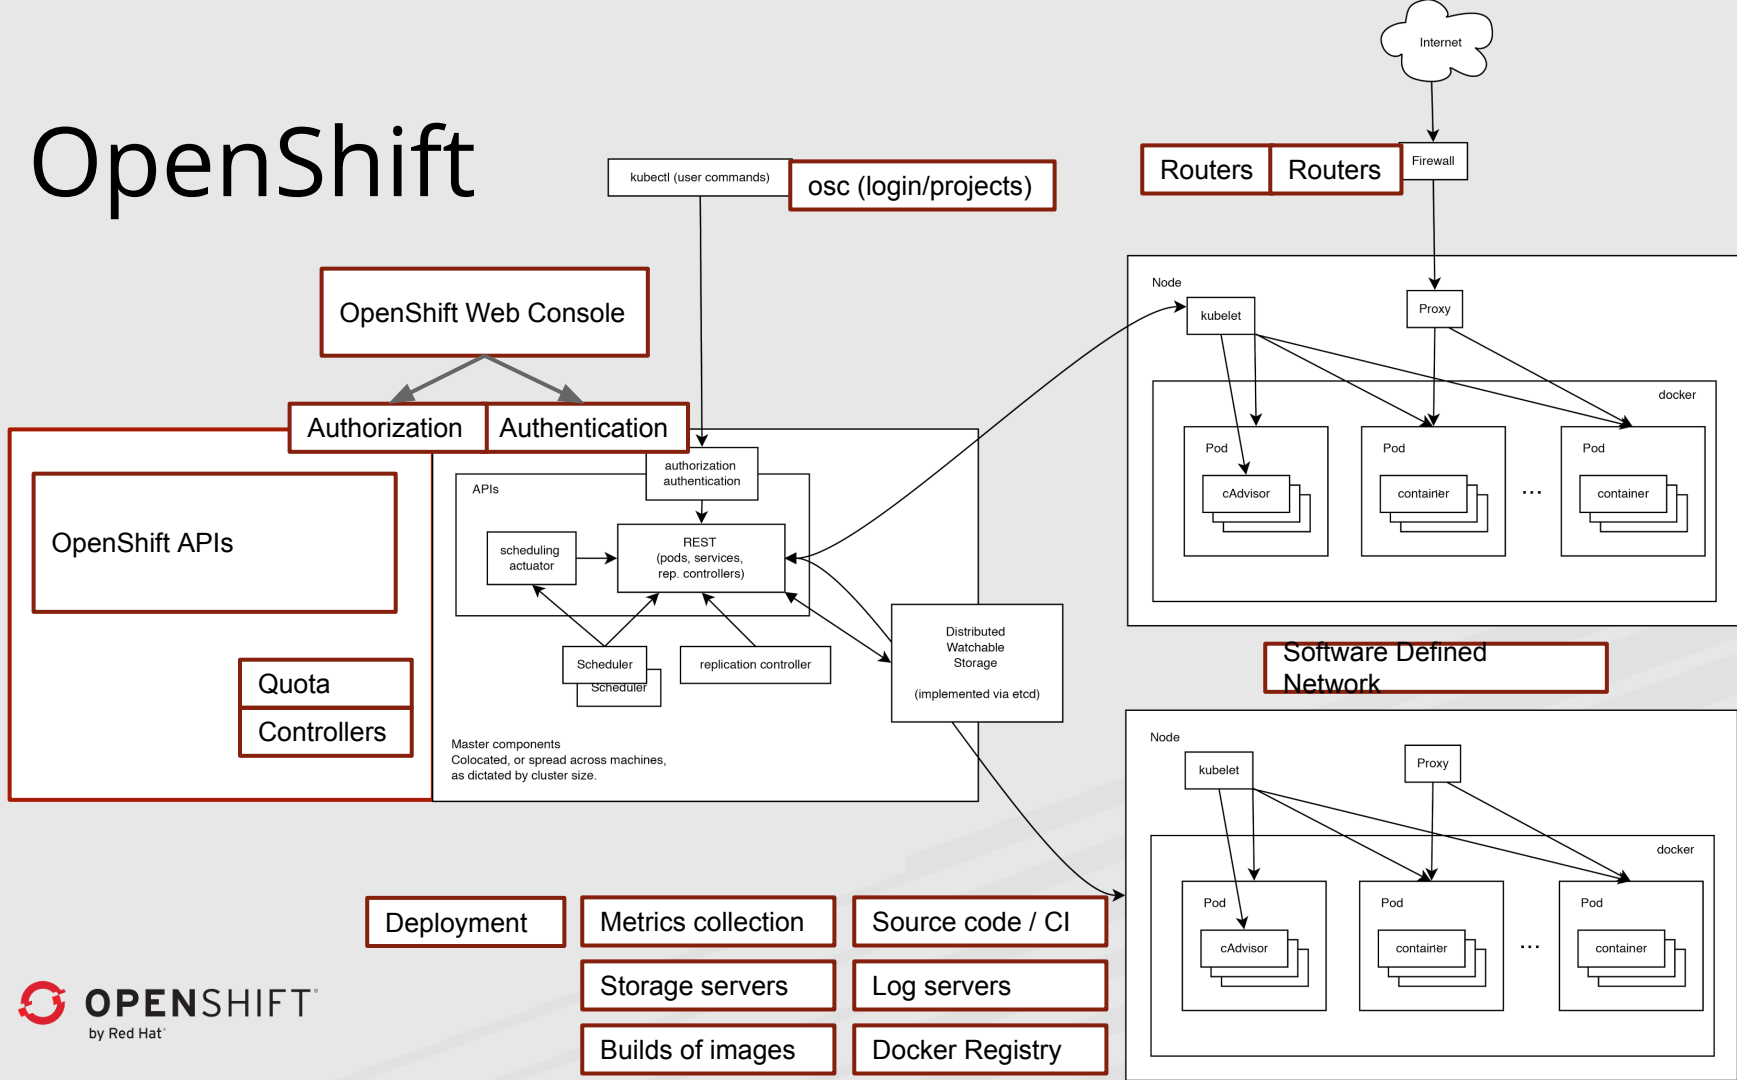 Internet
OpenShift
kubectl (user commands)
osc (login/projects)
Routers
Routers
Firewall
OpenShift Web Console
Node
kubelet
Proxy
docker
Authorization
Authentication
Pod
Pod
Pod
cAdvisor
container
...
container
authorization
authentication
APIs
OpenShift APIs
scheduling
actuator
REST
(pods, services,
rep. controllers)
Distributed
Watchable
Storage
(implemented via etcd)
Scheduler
Scheduler
replication controller
Quota
Controllers
Software Defined
Network
Master components
Colocated, or spread across machines,
as dictated by cluster size.
Node
kubelet
Proxy
docker
Pod
Pod
Pod
cAdvisor
container
...
container
Deployment
Metrics collection
Source code / CI
Storage servers
Log servers
Builds of images
Docker Registry
OPENSHIFT
by Red Hat